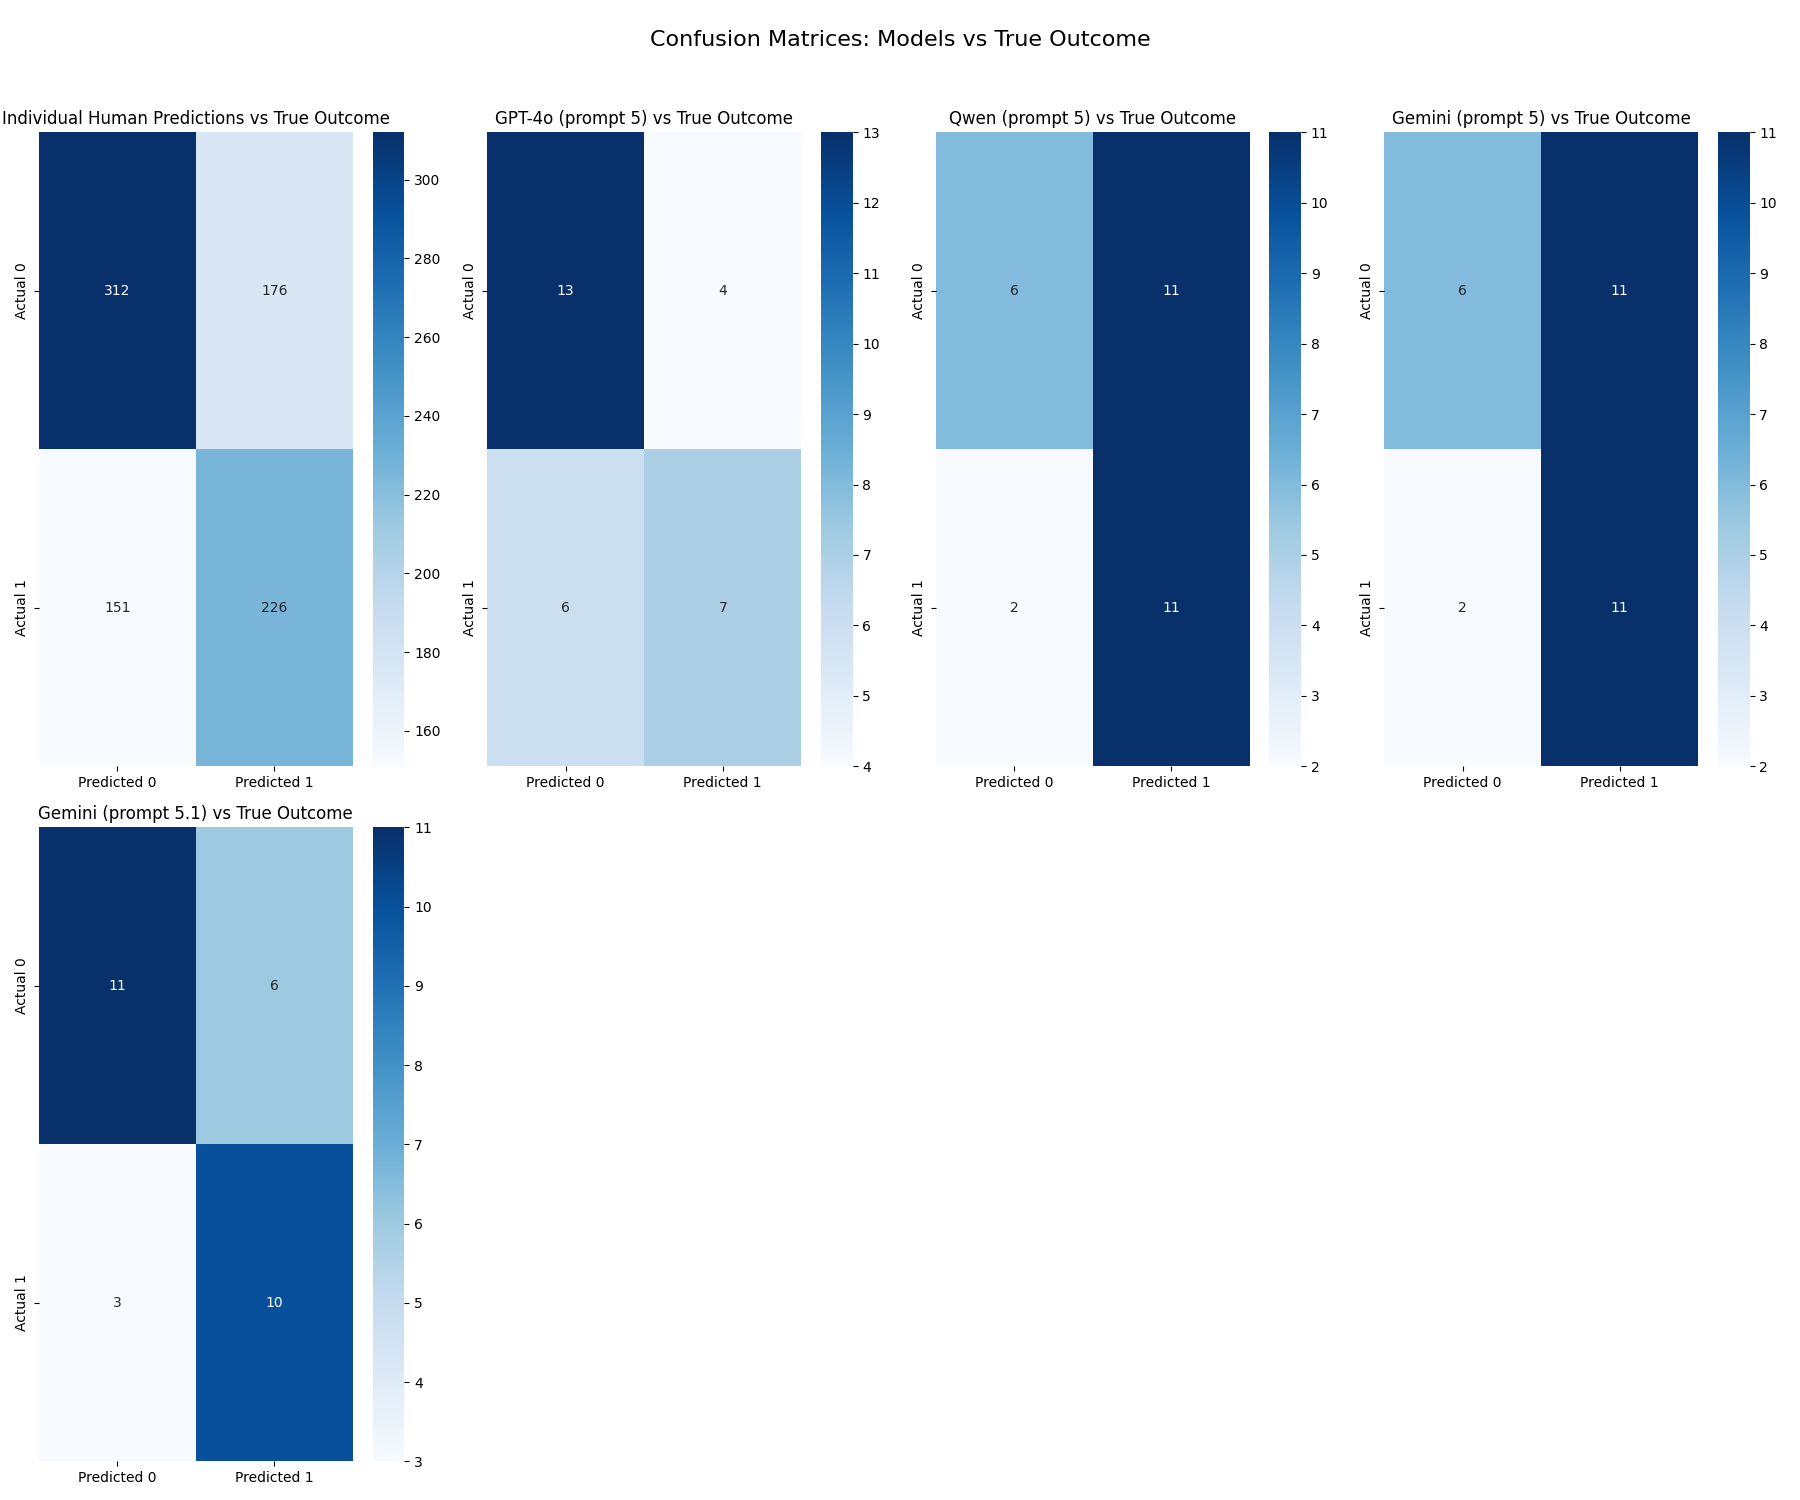 Confusion Matrices: Models vs True Outcome
Individual Human Predictions vs True Outcome
Actual 0
312
176
Actual 1
151
226
Predicted 0
Predicted 1
300
280
260
240
220
200
180
160
GPT-4o (prompt 5) vs True Outcome
Actual 0
13
4
Actual 1
6
7
Predicted 0
Predicted 1
13
12
11
10
9
8
7
6
5
4
Qwen (prompt 5) vs True Outcome
Actual 0
6
11
Actual 1
2
11
Predicted 0
Predicted 1
11
10
9
8
7
6
5
4
3
2
Gemini (prompt 5) vs True Outcome
Actual 0
6
11
Actual 1
2
11
Predicted 0
Predicted 1
11
10
9
8
7
6
5
4
3
2
Gemini (prompt 5.1) vs True Outcome
Actual 0
11
6
Actual 1
3
10
Predicted 0
Predicted 1
11
10
9
8
7
6
5
4
3